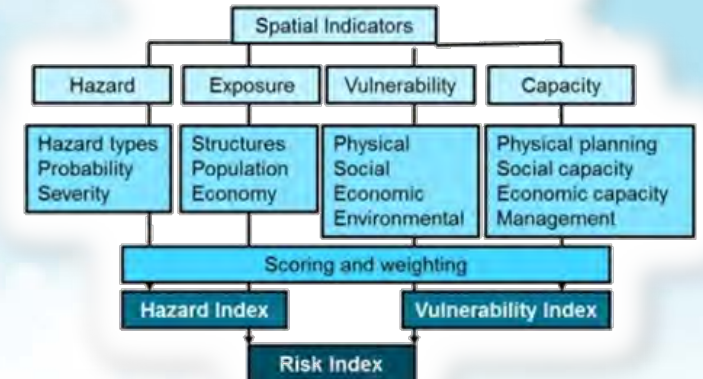 Spatial Indicators
Hazard
Exposure
Vulnerability
Capacity
Hazard types
Probability
Severity
Structures
Population
Economy
Physical
Social
Economic
Environmental
Physical planning
Social capacity
Economic capacity
Management
Scoring and weighting
Hazard Index
Vulnerability Index
Risk Index